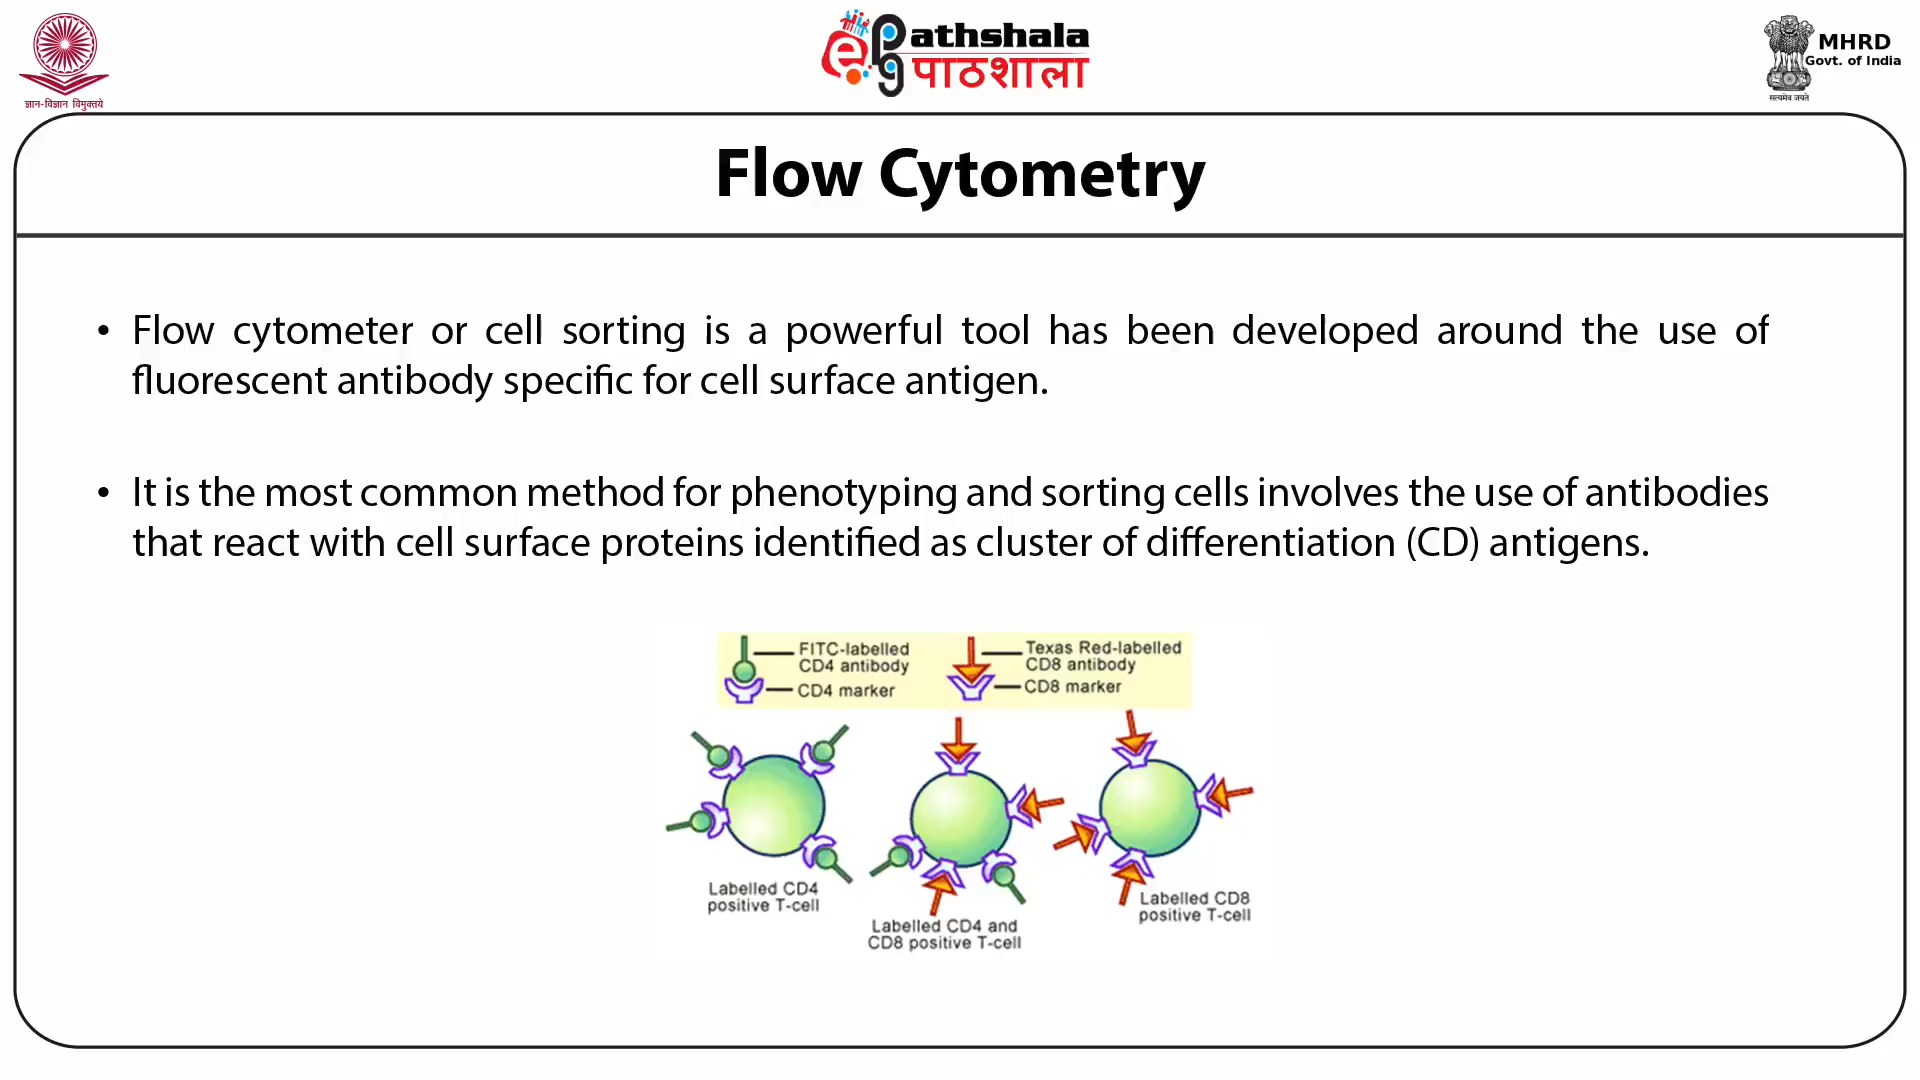 ज्ञान-विज्ञान विमुक्तये
ePathshala
पाठशाला
MHRD
Govt. of India
सत्यमेव जयते
Flow Cytometry
• Flow cytometer or cell sorting is a powerful tool has been developed around the use of
fluorescent antibody specific for cell surface antigen.
• It is the most common method for phenotyping and sorting cells involves the use of antibodies
that react with cell surface proteins identified as cluster of differentiation (CD) antigens.
FITC-labelled
CD4 antibody
CD4 marker
Texas Red-labelled
CD8 antibody
CD8 marker
Labelled CD4
positive T-cell
Labelled CD4 and
CD8 positive T-cell
Labelled CD8
positive T-cell